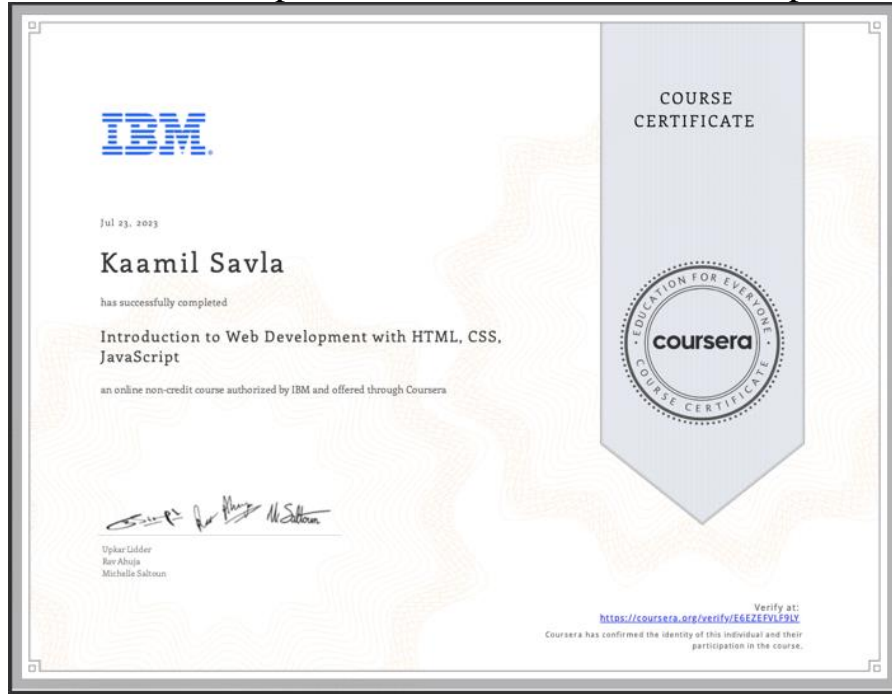 COURSE
CERTIFICATE
IBM.
Jul 23, 2023
Kaamil Savla
has successfully completed
Introduction to Web Development with HTML, CSS,
JavaScript
an online non-credit course authorized by IBM and offered through Coursera
EDUCATION FOR EVERYONE
coursera
COURSE CERTIFICATE
Upkar Lidder
Rav Ahuja
Michelle Saltoun
Verify at:
https://coursera.org/verify/E6EZEFVLF9LY
Coursera has confirmed the identity of this individual and their
participation in the course.